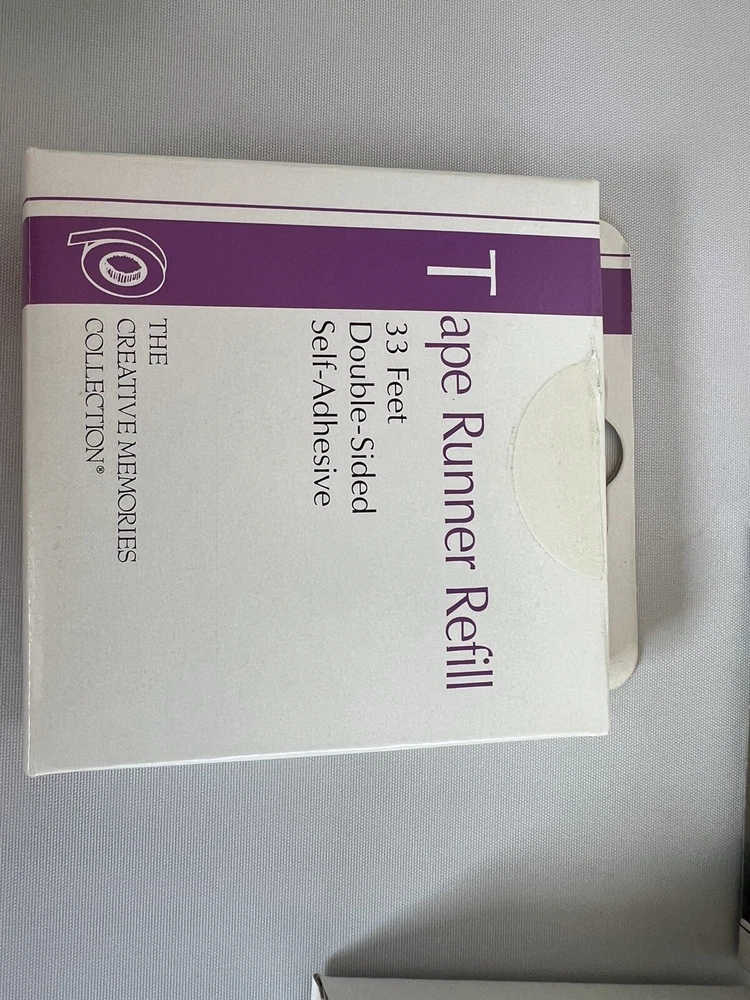 Tape Runner Refill
33 Feet
Double-Sided
Self-Adhesive
THE
CREATIVE MEMORIES
COLLECTION®